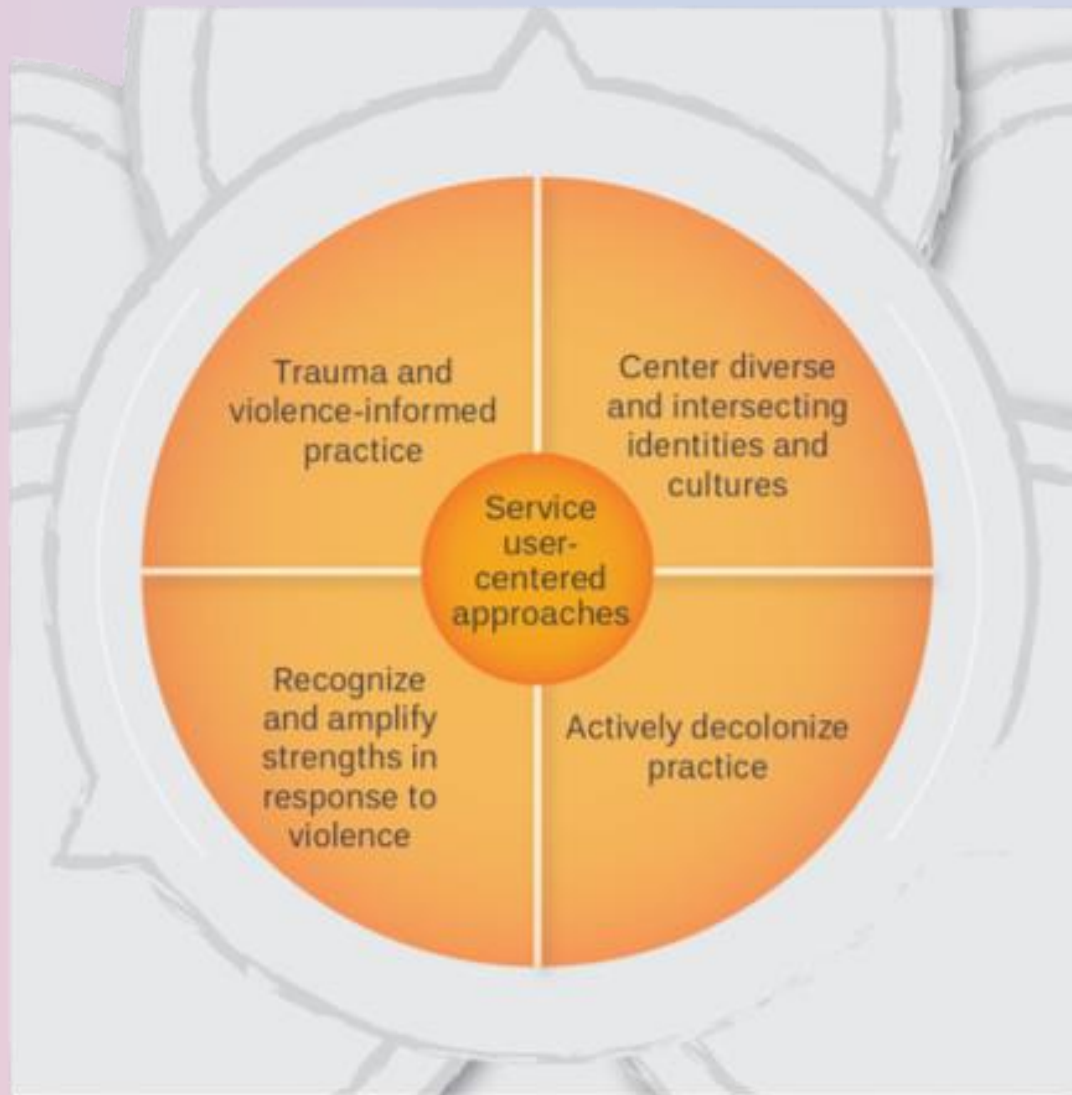 Trauma and
violence-informed
practice
Center diverse
and intersecting
identities and
cultures
Service
user-
centered
approaches
Recognize
and amplify
strengths in
response to
violence
Actively decolonize
practice